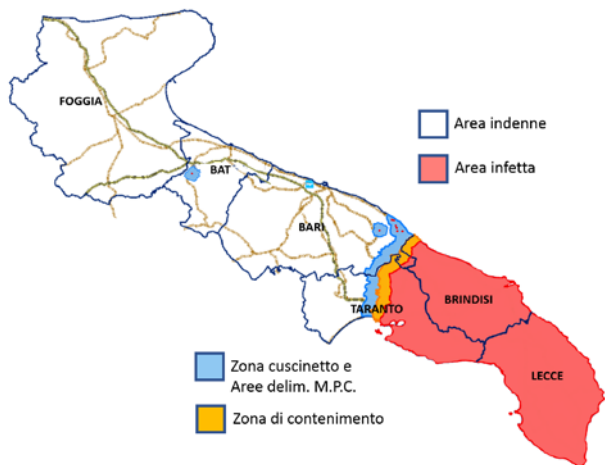 FOGGIA
BAT
BARI
TARANTO
BRINDISI
LECCE
Area indenne
Area infetta
Zona cuscinetto e
Aree delim. M.P.C.
Zona di contenimento